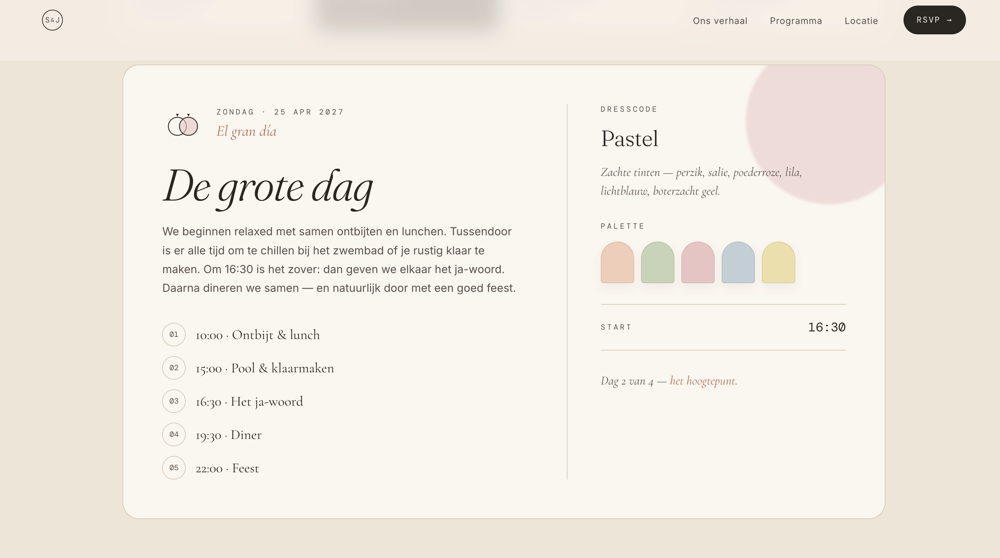 S&J
Ons verhaal
Programma
Locatie
RSVP →
ZONDAG · 25 APR 2027
El gran día
De grote dag
We beginnen relaxed met samen ontbijten en lunchen. Tussendoor
is er alle tijd om te chillen bij het zwembad of je rustig klaar te
maken. Om 16:30 is het zover: dan geven we elkaar het ja-woord.
Daarna dineren we samen — en natuurlijk door met een goed feest.
01 10:00 · Ontbijt & lunch
02 15:00 · Pool & klaarmaken
03 16:30 · Het ja-woord
04 19:30 · Diner
05 22:00 · Feest
DRESSCODE
Pastel
Zachte tinten — perzik, salie, poederroze, lila,
lichtblauw, boterzacht geel.
PALETTE
START 16:30
Dag 2 van 4 — het hoogtepunt.